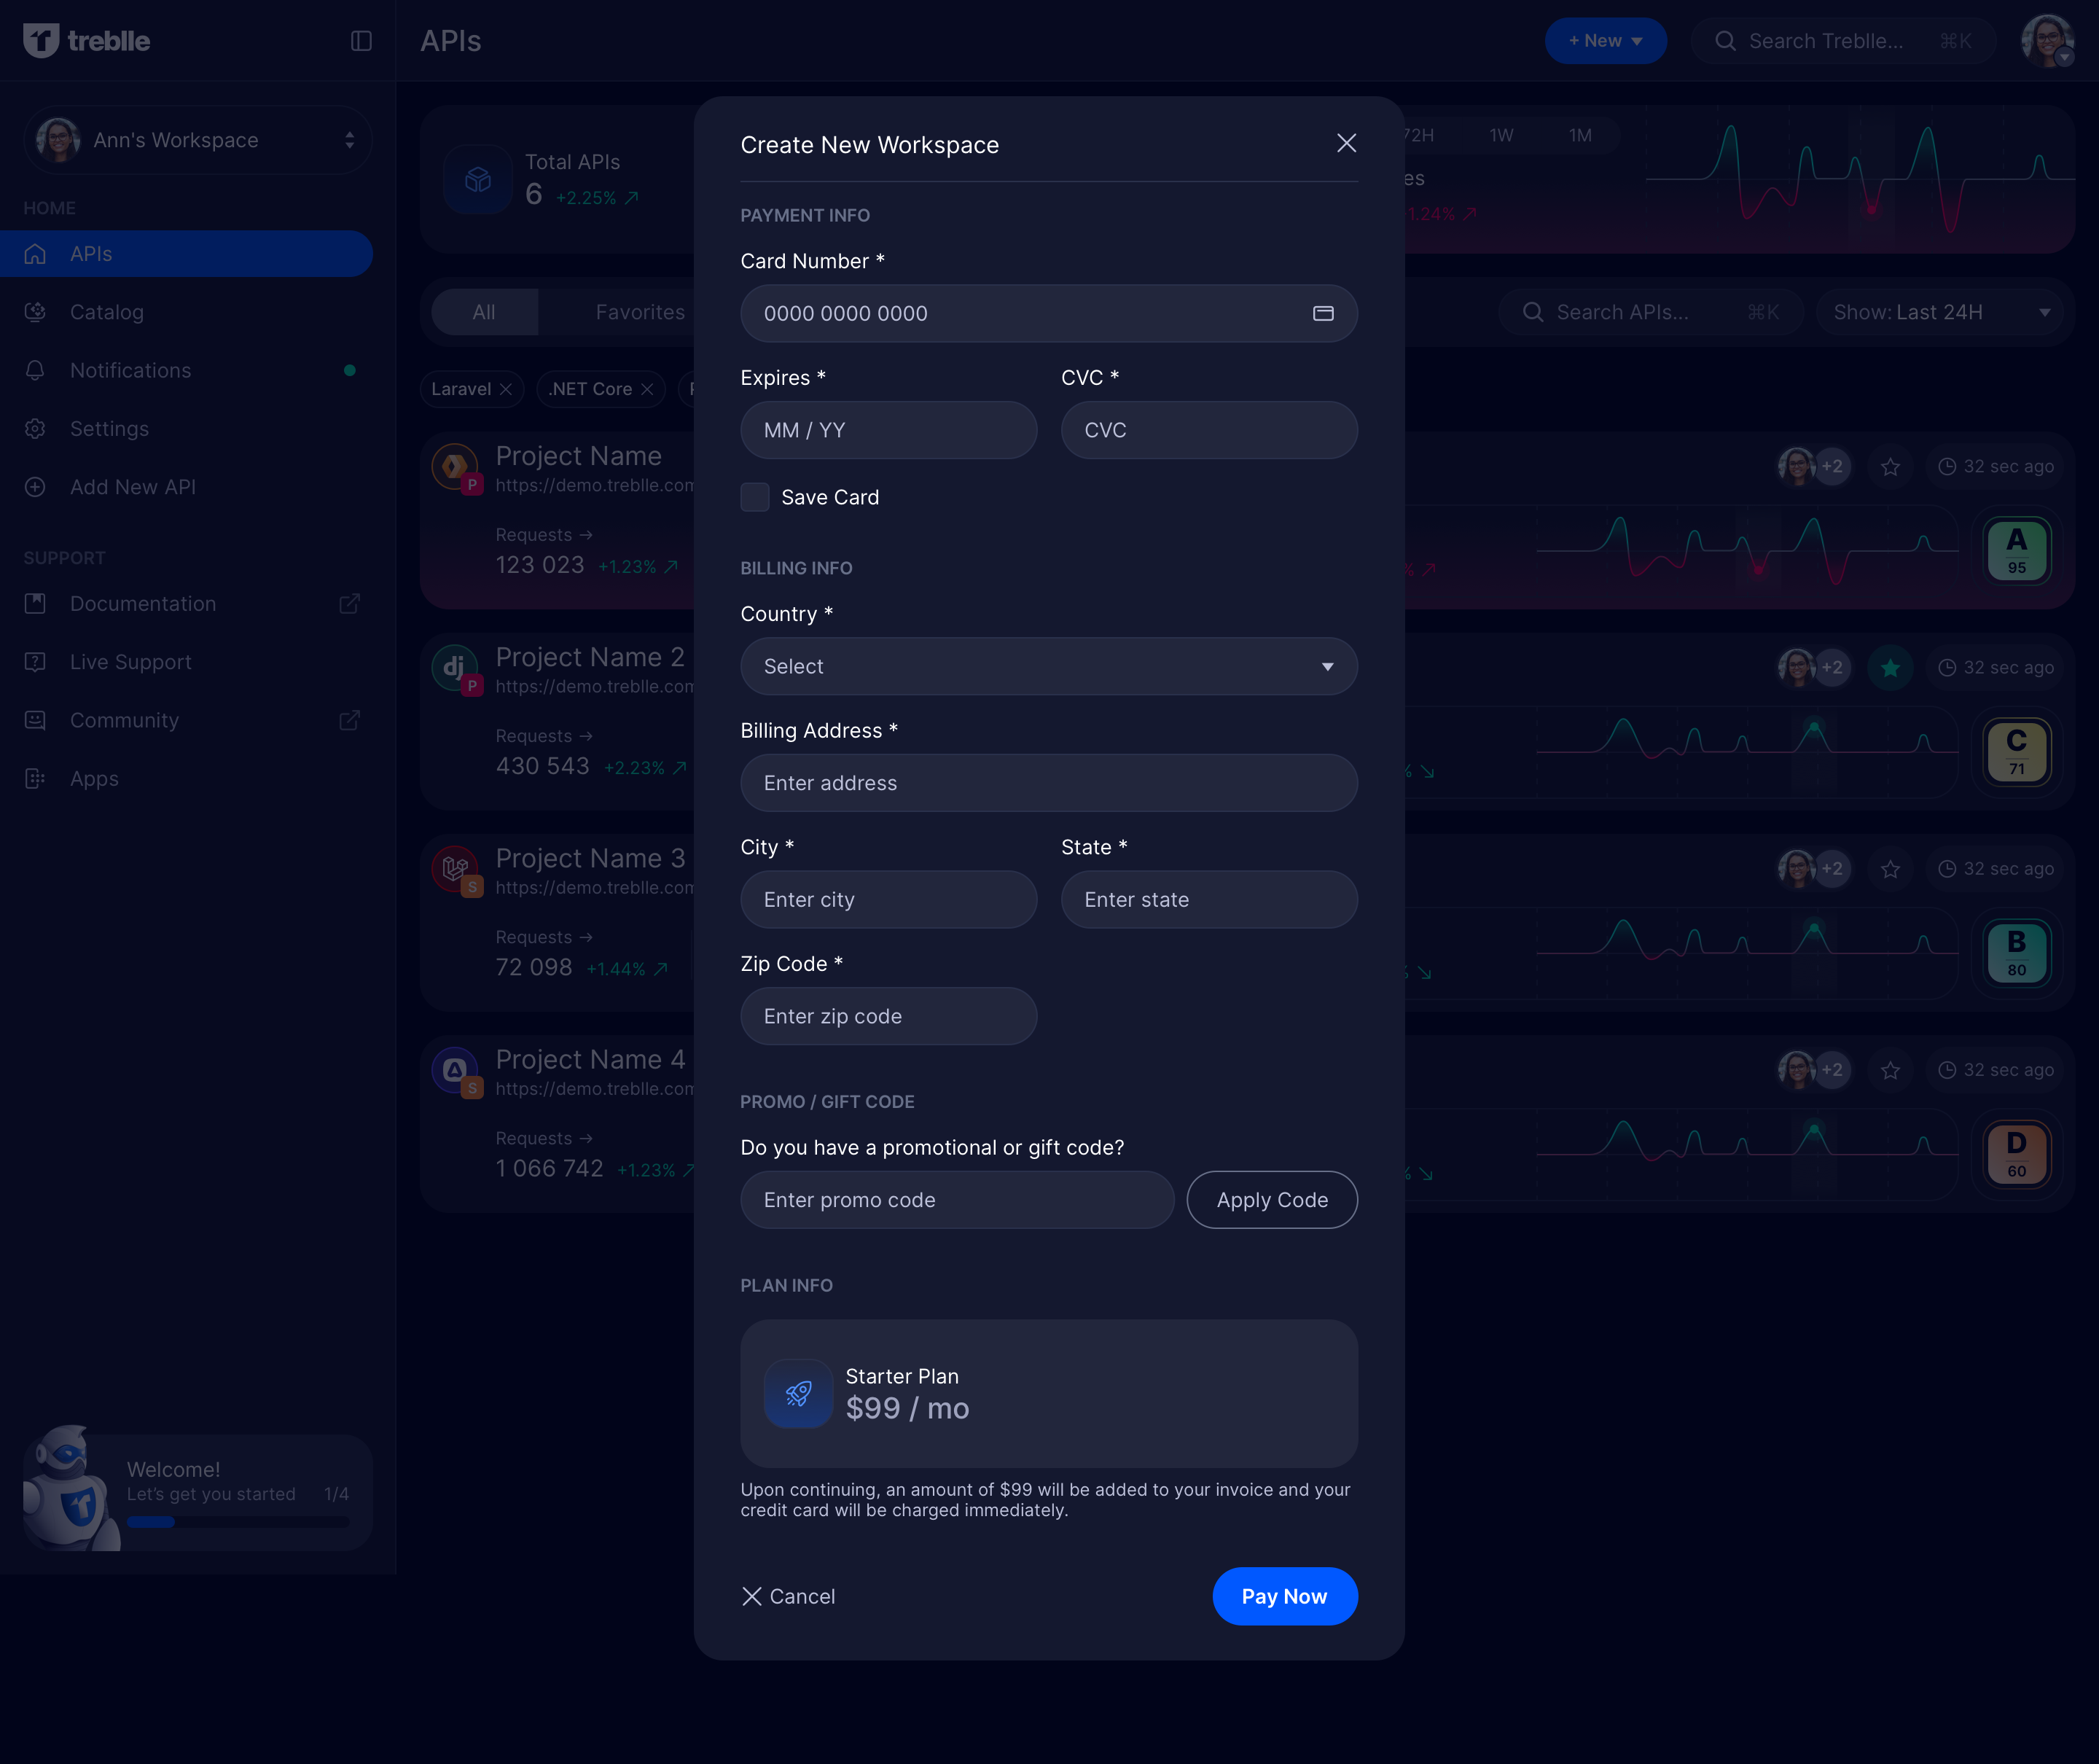 treblle
APIs
+ New
Search Treblle...
⌘K
Ann's Workspace
HOME
APIs
Catalog
Notifications
Settings
Add New API
SUPPORT
Documentation
Live Support
Community
Apps
Welcome!
Let's get you started 1/4
Total APIs
6 +2.25%
72H 1W 1M
es
1.24%
All Favorites
Search APIs... ⌘K
Show: Last 24H
Laravel .NET Core
Project Name
https://demo.treblle.com
P
Requests →
123 023 +1.23%
+2
32 sec ago
%
A
95
Project Name 2
https://demo.treblle.com
dj
P
Requests →
430 543 +2.23%
+2
32 sec ago
%
C
71
Project Name 3
https://demo.treblle.com
S
Requests →
72 098 +1.44%
+2
32 sec ago
%
B
80
Project Name 4
https://demo.treblle.com
S
Requests →
1 066 742 +1.23%
+2
32 sec ago
%
D
60
Create New Workspace
PAYMENT INFO
Card Number *
0000 0000 0000
Expires * CVC *
MM / YY CVC
Save Card
BILLING INFO
Country *
Select
Billing Address *
Enter address
City * State *
Enter city Enter state
Zip Code *
Enter zip code
PROMO / GIFT CODE
Do you have a promotional or gift code?
Enter promo code Apply Code
PLAN INFO
Starter Plan
$99 / mo
Upon continuing, an amount of $99 will be added to your invoice and your
credit card will be charged immediately.
Cancel Pay Now